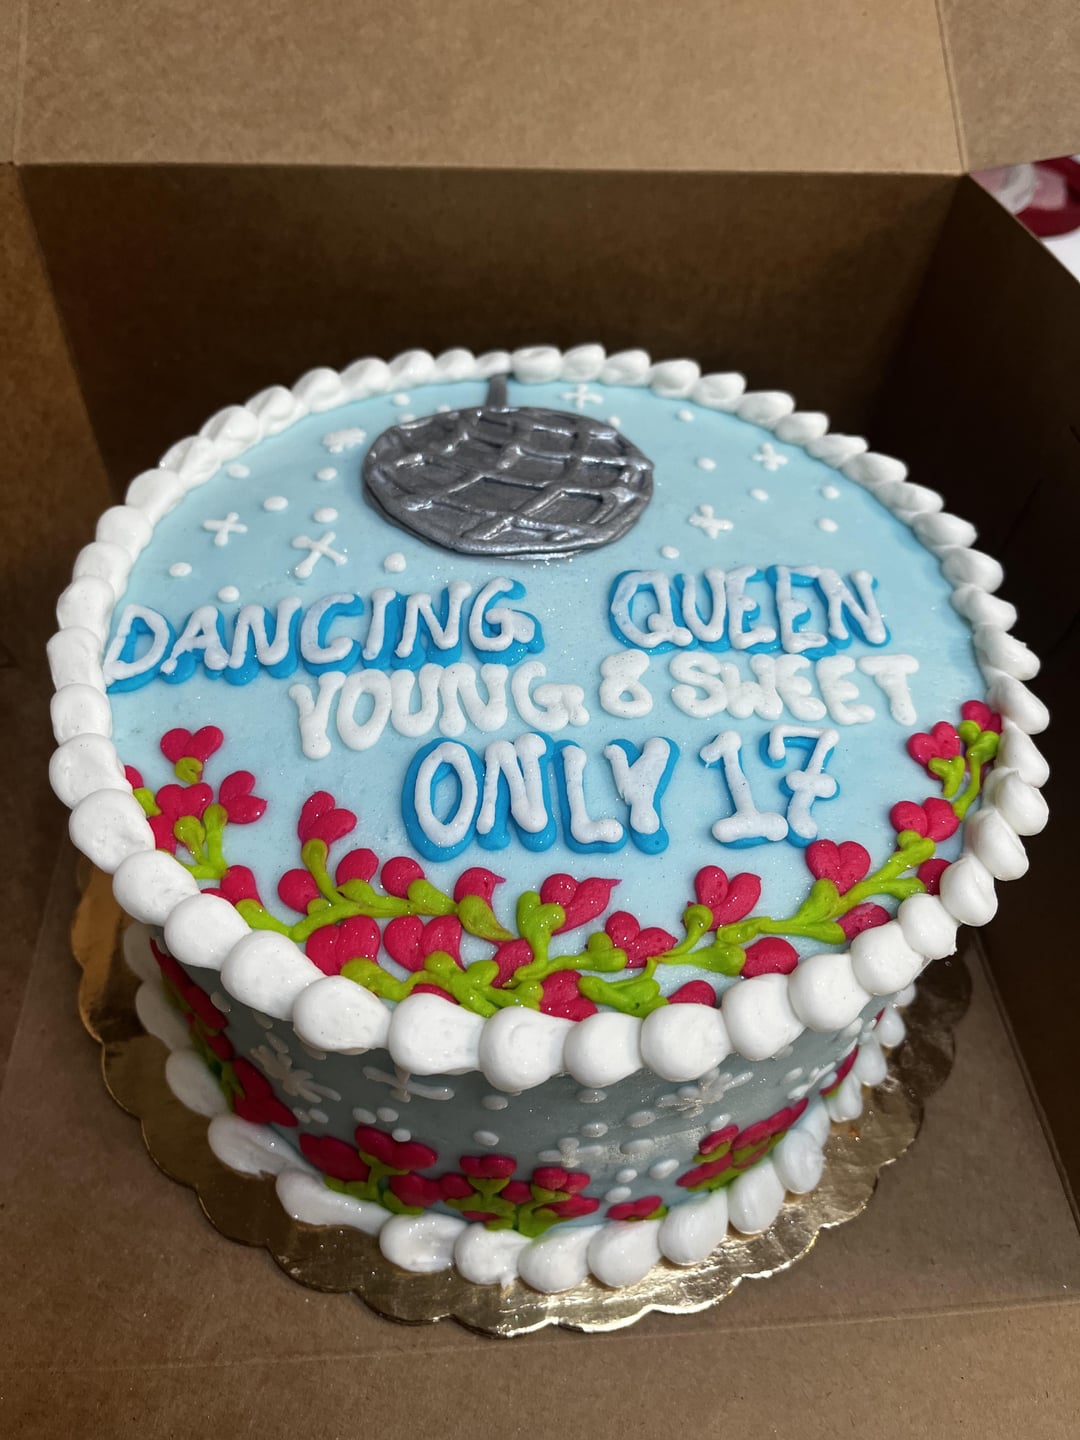 DANCING QUEEN
YOUNG & SWEET
ONLY 17